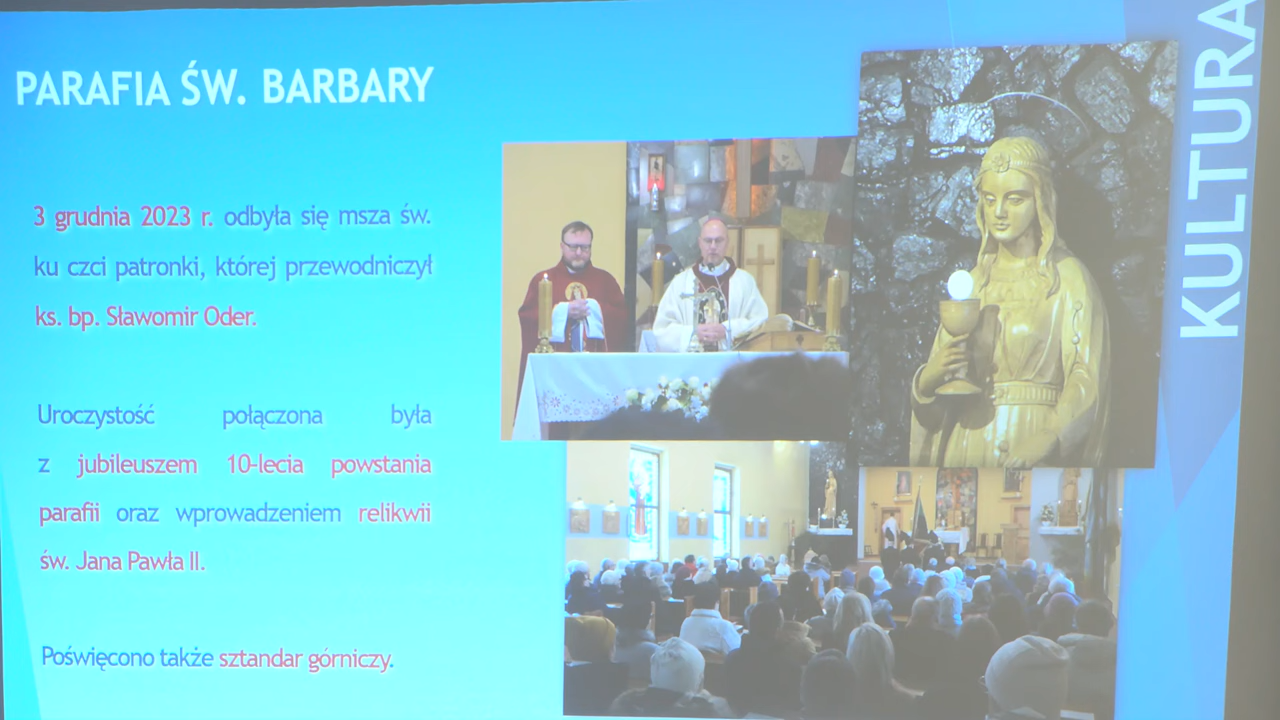 PARAFIA ŚW. BARBARY
KULTURA
3 grudnia 2023 r. odbyła się msza św.
ku czci patronki, której przewodniczył
ks. bp. Sławomir Oder.
Uroczystość połączona była
z jubileuszem 10-lecia powstania
parafii oraz wprowadzeniem relikwii
św. Jana Pawła II.
Poświęcono także sztandar górniczy.